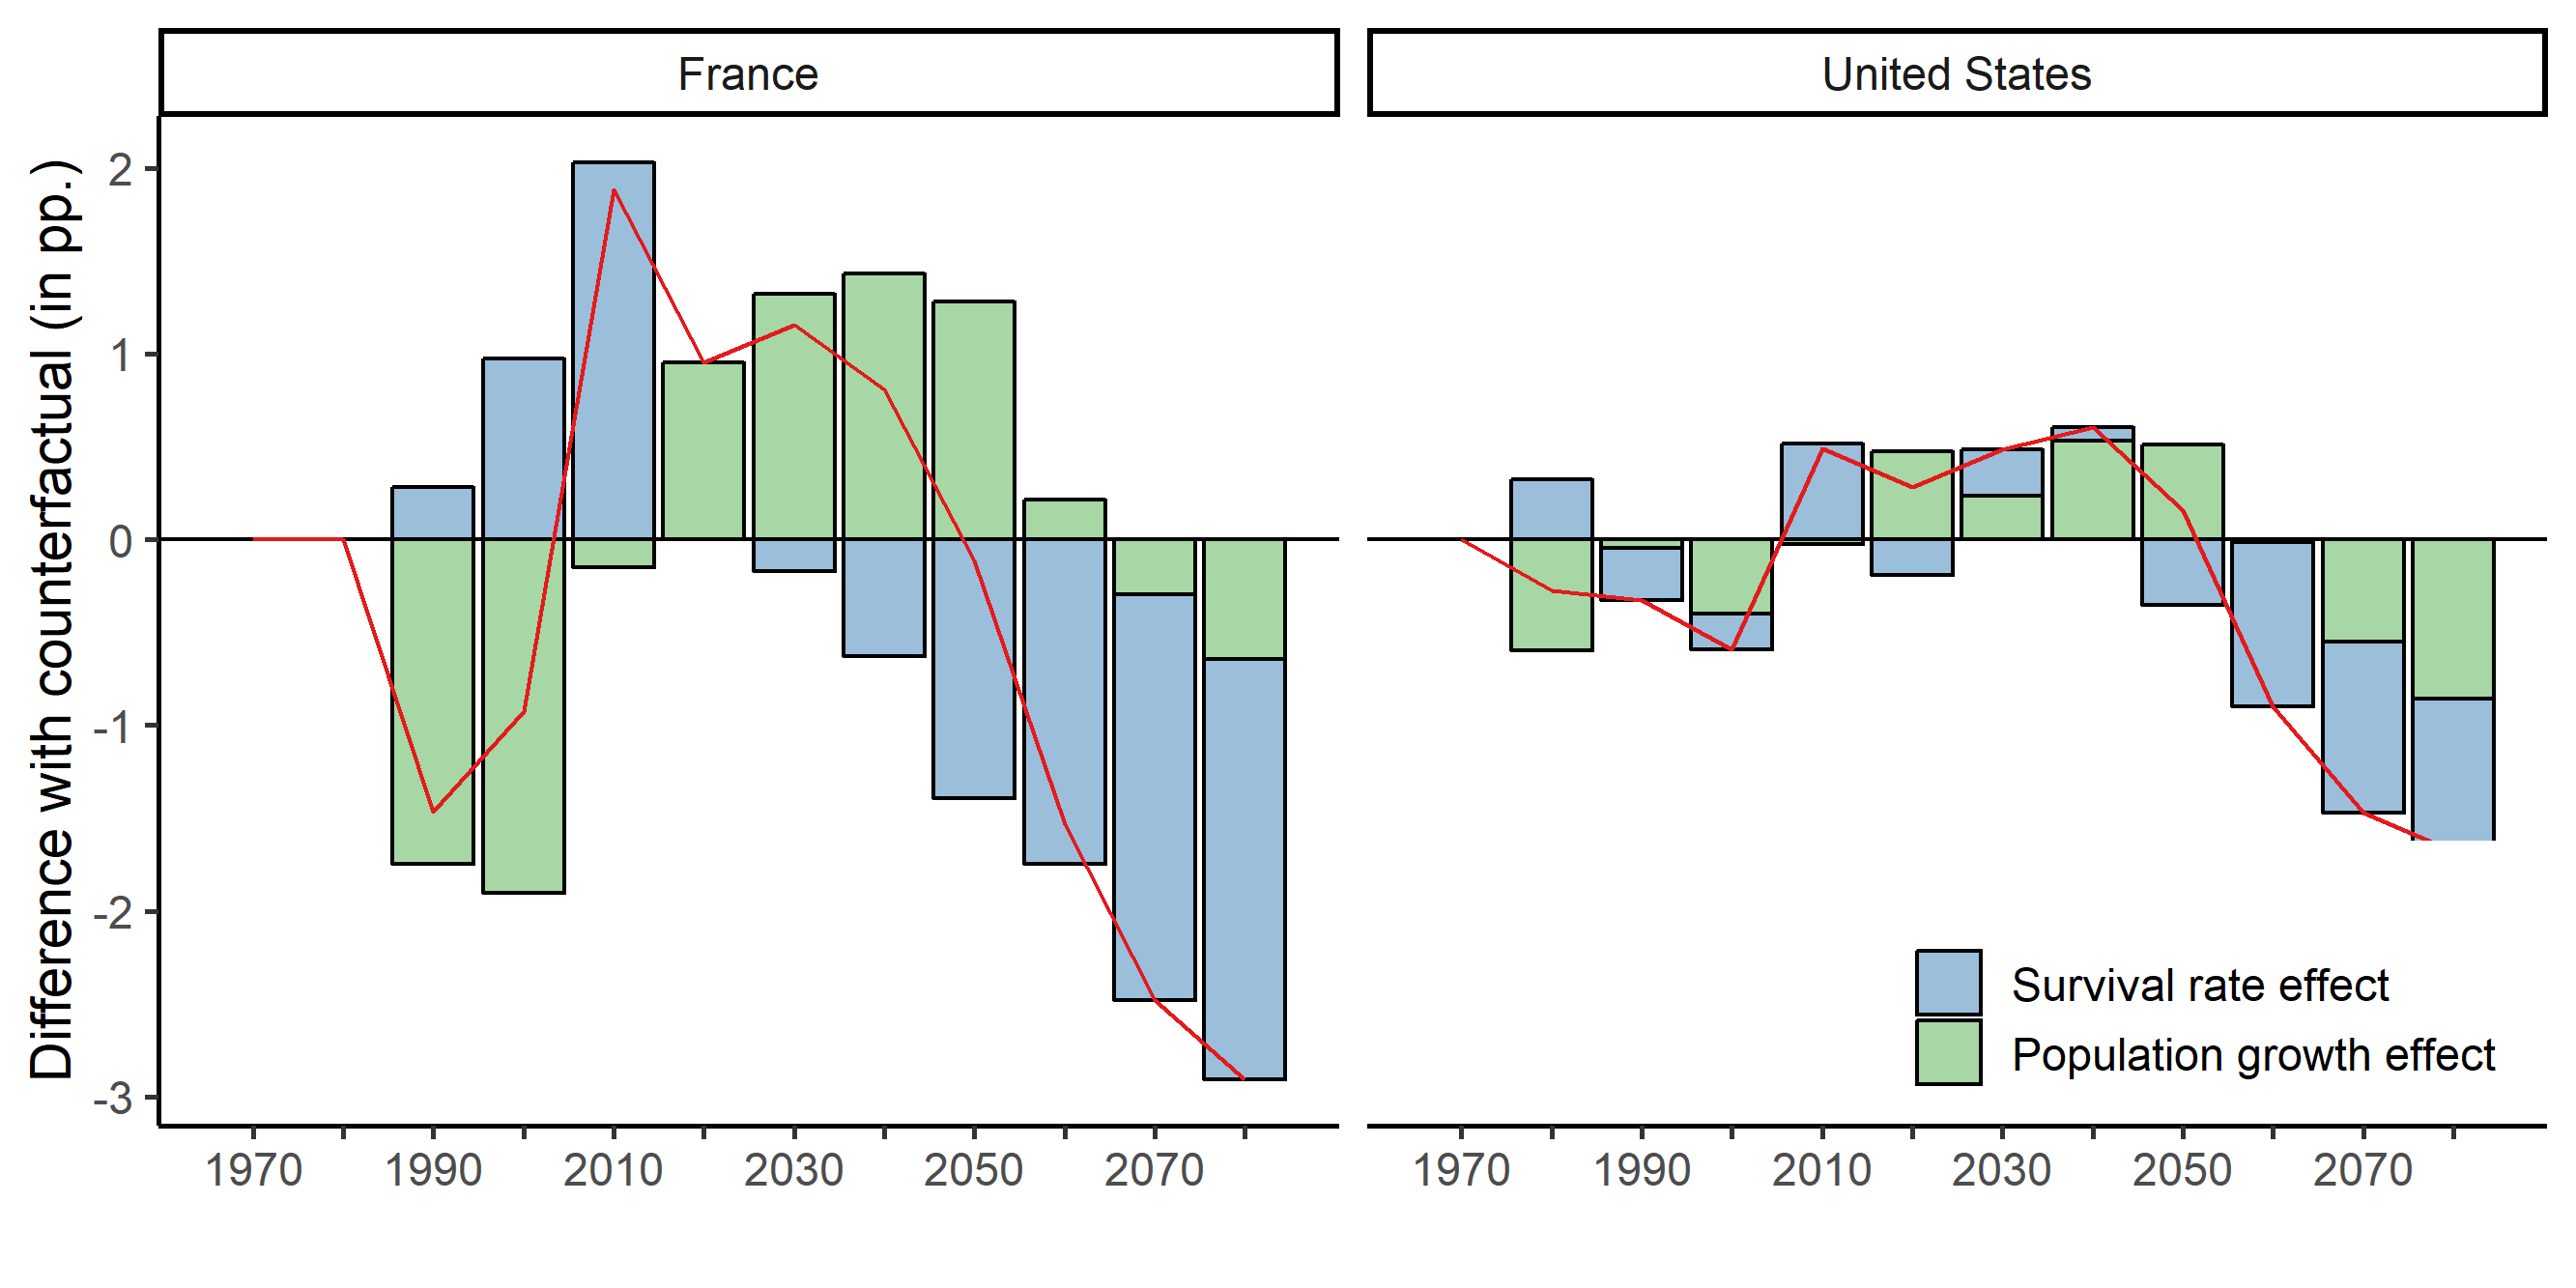 France
United States
Difference with counterfactual (in pp.)
2
1
0
-1
-2
-3
1970 1990 2010 2030 2050 2070
1970 1990 2010 2030 2050 2070
Survival rate effect
Population growth effect